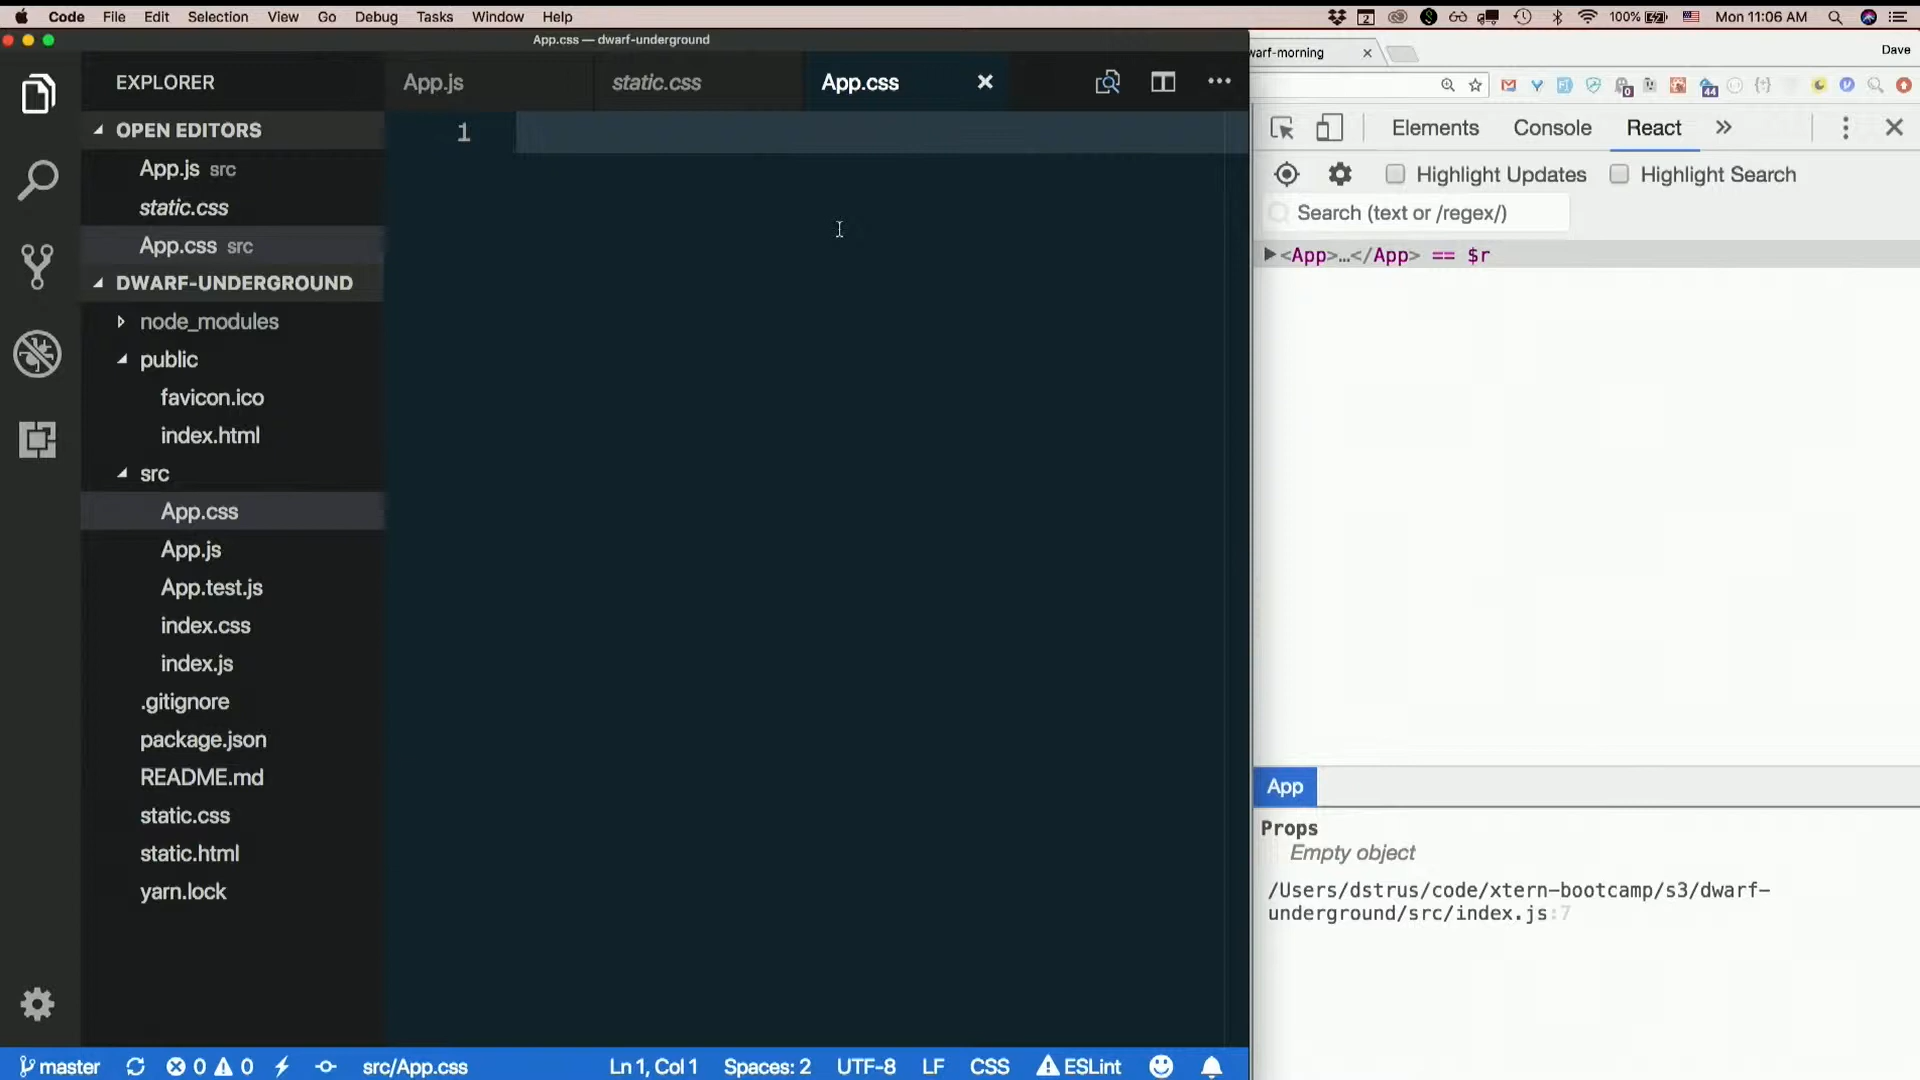 Code File Edit Selection View Go Debug Tasks Window Help 2 100% Mon 11:06 AM
App.css — dwarf-underground
warf-morning Dave
0 44
EXPLORER
OPEN EDITORS
App.js src
static.css
App.css src
DWARF-UNDERGROUND
node_modules
public
favicon.ico
index.html
src
App.css
App.js
App.test.js
index.css
index.js
.gitignore
package.json
README.md
static.css
static.html
yarn.lock
App.js static.css App.css
1
Elements Console React
Highlight Updates Highlight Search
Search (text or /regex/)
<App>…</App> == $r
App
Props
Empty object
/Users/dstrus/code/xtern-bootcamp/s3/dwarf-
underground/src/index.js:7
master 0 0 src/App.css Ln 1, Col 1 Spaces: 2 UTF-8 LF CSS ESLint